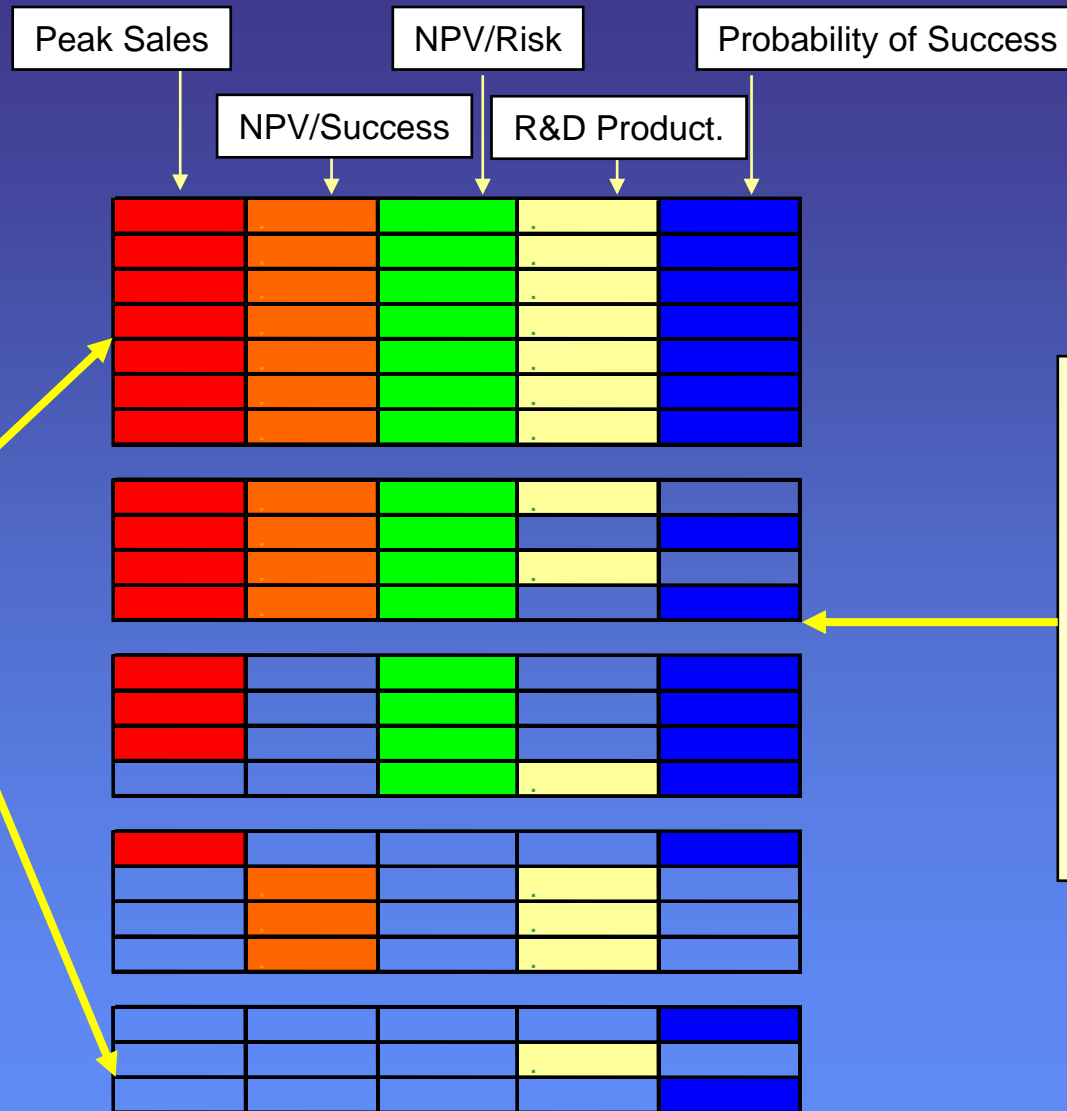 Peak Sales
NPV/Risk
Probability of Success
NPV/Success
R&D Product.